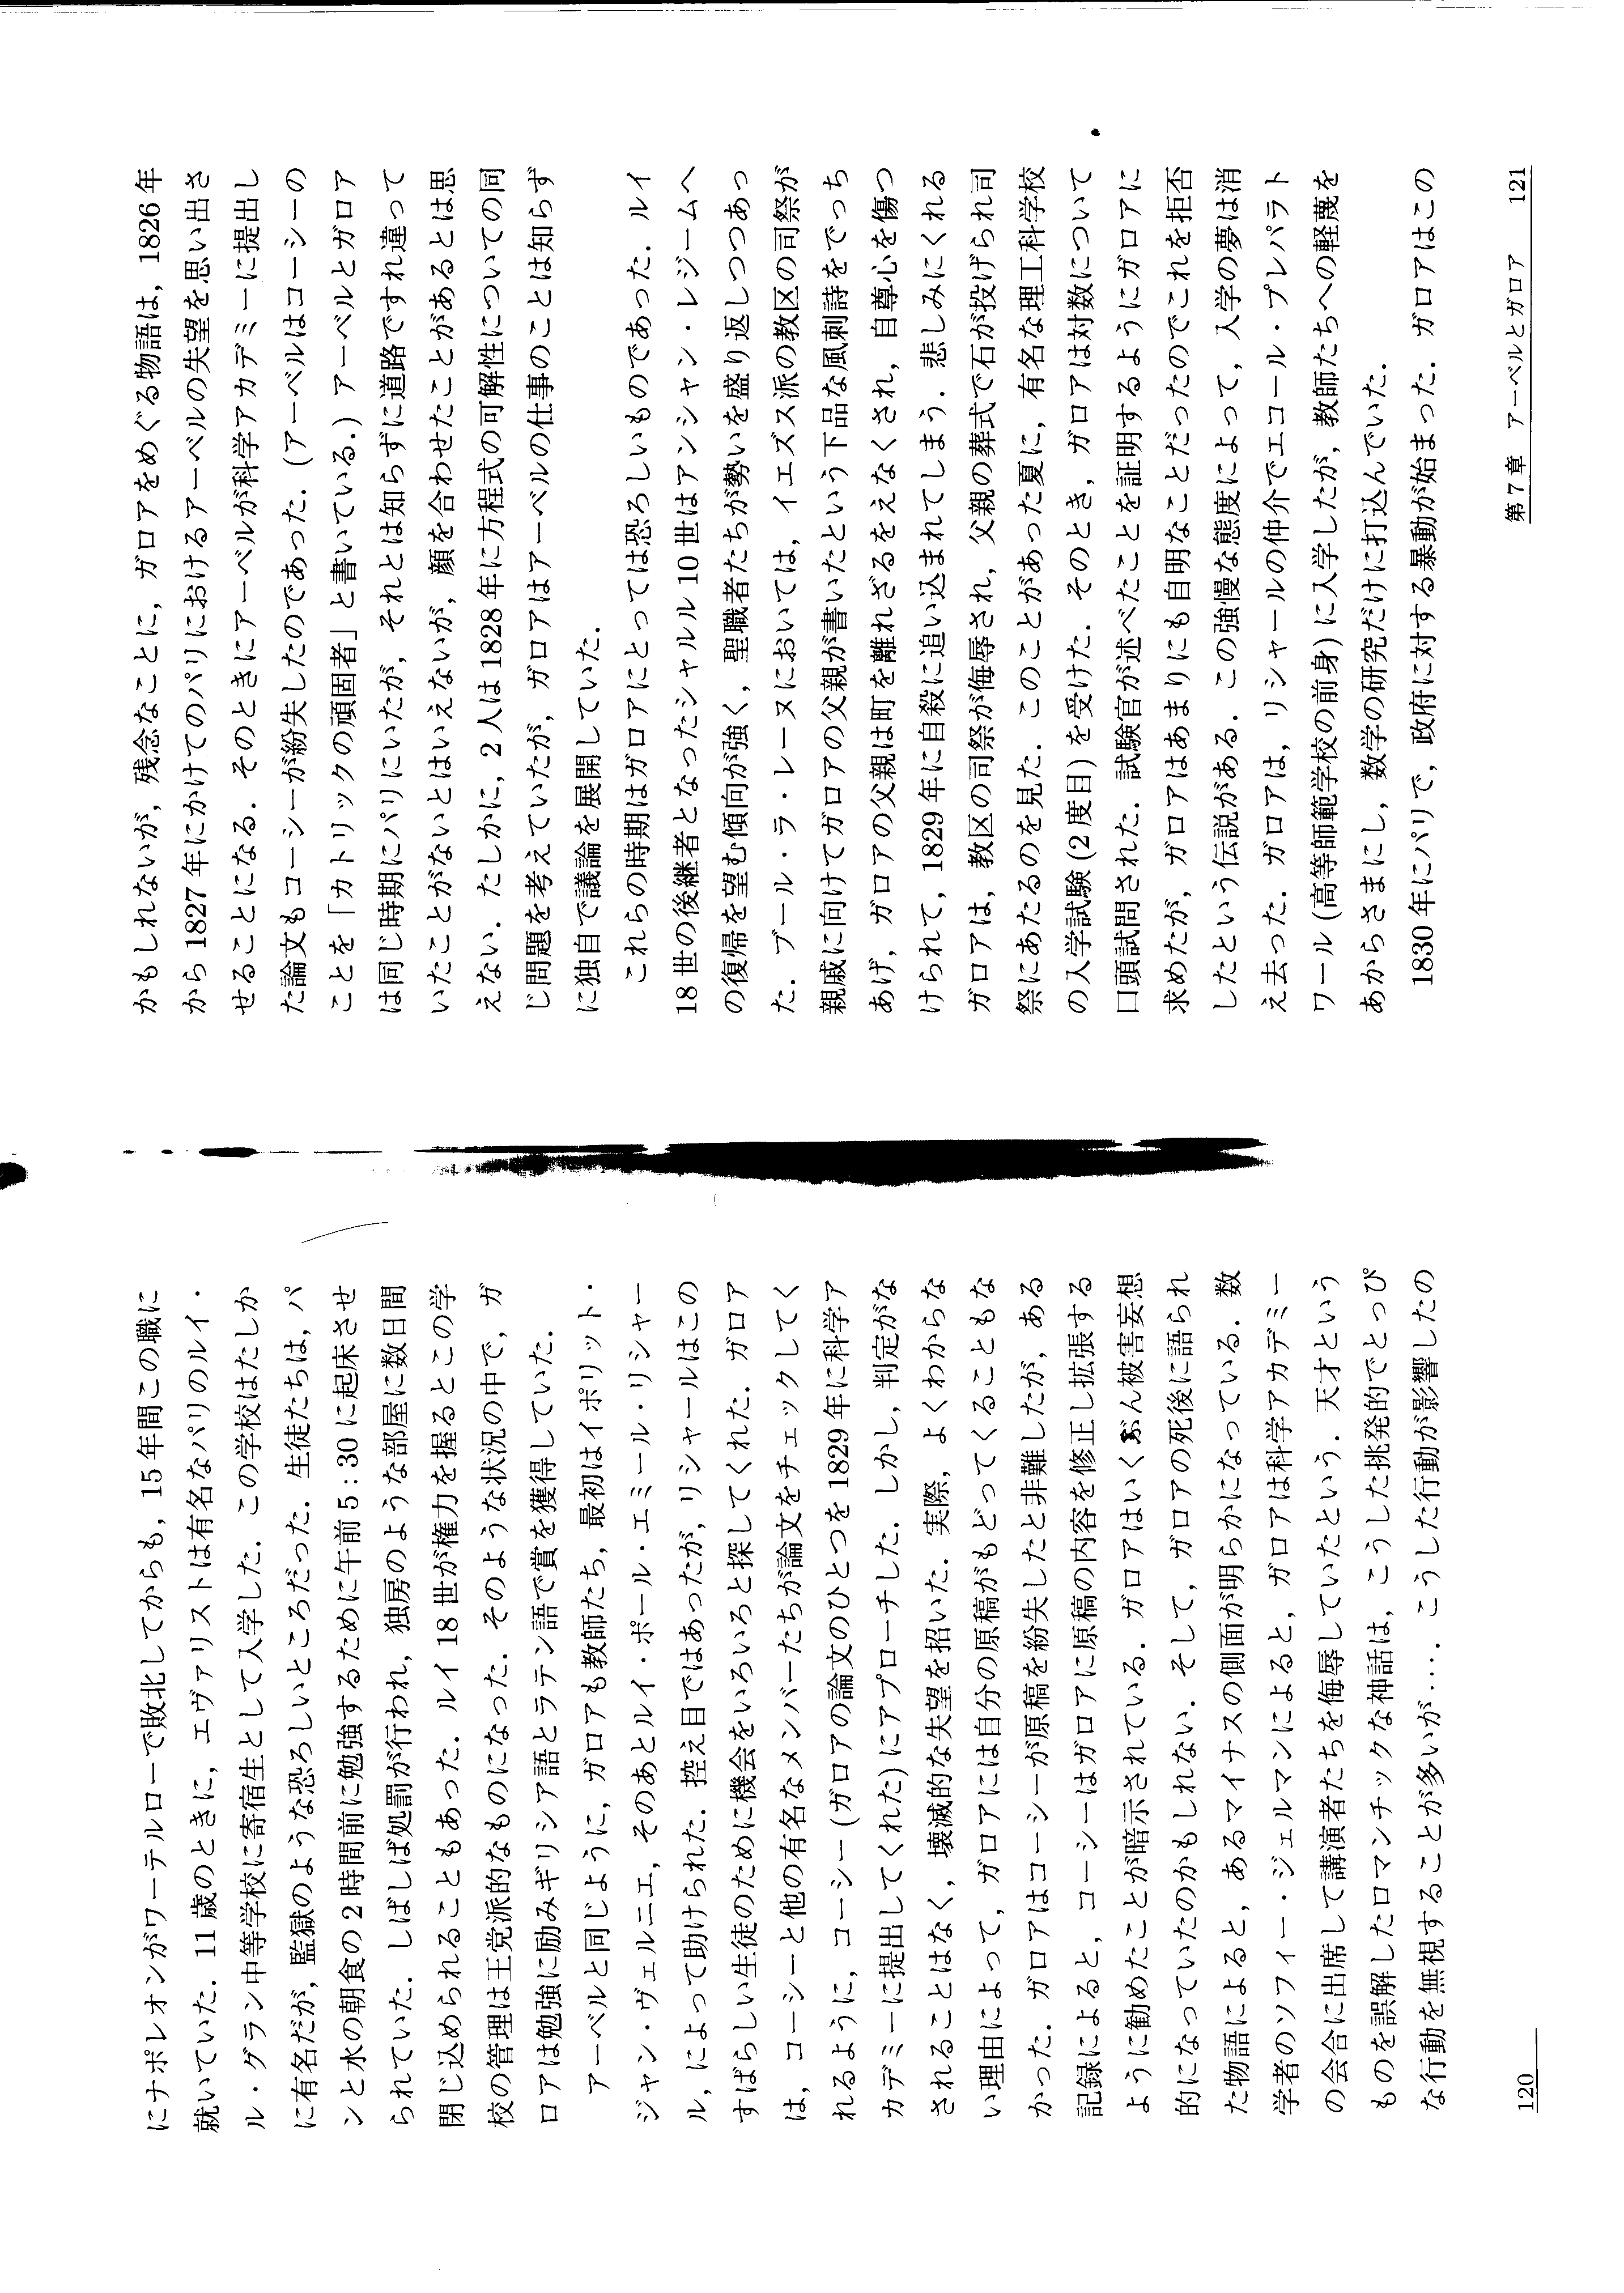 にナポレオンがワーテルローで敗北してからも，15年間この職に
就いていた．11歳のときに，エヴァリストは有名なパリのルイ・
ル・グラン中等学校に寄宿生として入学した．この学校はたしか
に有名だが，監獄のような恐ろしいところだった．生徒たちは，パ
ンと水の朝食の2時間前に勉強するために午前5：30に起床させ
られていた．しばしば処罰が行われ，独房のような部屋に数日間
閉じ込められることもあった．ルイ18世が権力を握るとこの学
校の管理は王党派的なものになった．そのような状況の中で，ガ
ロアは勉強に励みギリシア語とラテン語で賞を獲得していた．
アーベルと同じように，ガロアも教師たち，最初はイポリット・
ジャン・ヴェルニエ，そのあとルイ・ポール・エミール・リシャー
ル，によって助けられた．控え目ではあったが，リシャールはこの
すばらしい生徒のために機会をいろいろと探してくれた．ガロア
は，コーシーと他の有名なメンバーたちが論文をチェックしてく
れるように，コーシー(ガロアの論文のひとつを1829年に科学ア
カデミーに提出してくれた)にアプローチした．しかし，判定がな
されることはなく，壊滅的な失望を招いた．実際，よくわからな
い理由によって，ガロアには自分の原稿がもどってくることもな
かった．ガロアはコーシーが原稿を紛失したと非難したが，ある
記録によると，コーシーはガロアに原稿の内容を修正し拡張する
ように勧めたことが暗示されている．ガロアはいくぶん被害妄想
的になっていたのかもしれない．そして，ガロアの死後に語られ
た物語によると，あるマイナスの側面が明らかになっている．数
学者のソフィー・ジェルマンによると，ガロアは科学アカデミー
の会合に出席して講演者たちを侮辱していたという．天才という
ものを誤解したロマンチックな神話は，こうした挑発的でとっぴ
な行動を無視することが多いが…．こうした行動が影響したの
120
かもしれないが，残念なことに，ガロアをめぐる物語は，1826年
から1827年にかけてのパリにおけるアーベルの失望を思い出さ
せることになる．そのときにアーベルが科学アカデミーに提出し
た論文もコーシーが紛失したのであった．(アーベルはコーシーの
ことを「カトリックの頑固者」と書いている．) アーベルとガロア
は同じ時期にパリにいたが，それとは知らずに道路ですれ違って
いたことがないとはいえないが，顔を合わせたことがあるとは思
えない．たしかに，2人は1828年に方程式の可解性についての同
じ問題を考えていたが，ガロアはアーベルの仕事のことは知らず
に独自で議論を展開していた．
これらの時期はガロアにとっては恐ろしいものであった．ルイ
18世の後継者となったシャルル10世はアンシャン・レジームへ
の復帰を望む傾向が強く，聖職者たちが勢いを盛り返しつつあっ
た．ブール・ラ・レーヌにおいては，イエズス派の教区の司祭が
親戚に向けてガロアの父親が書いたという下品な風刺詩をでっち
あげ，ガロアの父親は町を離れざるをえなくされ，自尊心を傷つ
けられて，1829年に自殺に追い込まれてしまう．悲しみにくれる
ガロアは，教区の司祭が侮辱され，父親の葬式で石が投げられ司
祭にあたるのを見た．このことがあった夏に，有名な理工科学校
の入学試験(2度目)を受けた．そのとき，ガロアは対数について
口頭試問された．試験官が述べたことを証明するようにガロアに
求めたが，ガロアはあまりにも自明なことだったのでこれを拒否
したという伝説がある．この強慢な態度によって，入学の夢は消
え去った．ガロアは，リシャールの仲介でエコール・プレパラト
ワール(高等師範学校の前身)に入学したが，教師たちへの軽蔑を
あからさまにし，数学の研究だけに打込んでいた．
1830年にパリで，政府に対する暴動が始まった．ガロアはこの
第7章 アーベルとガロア 121